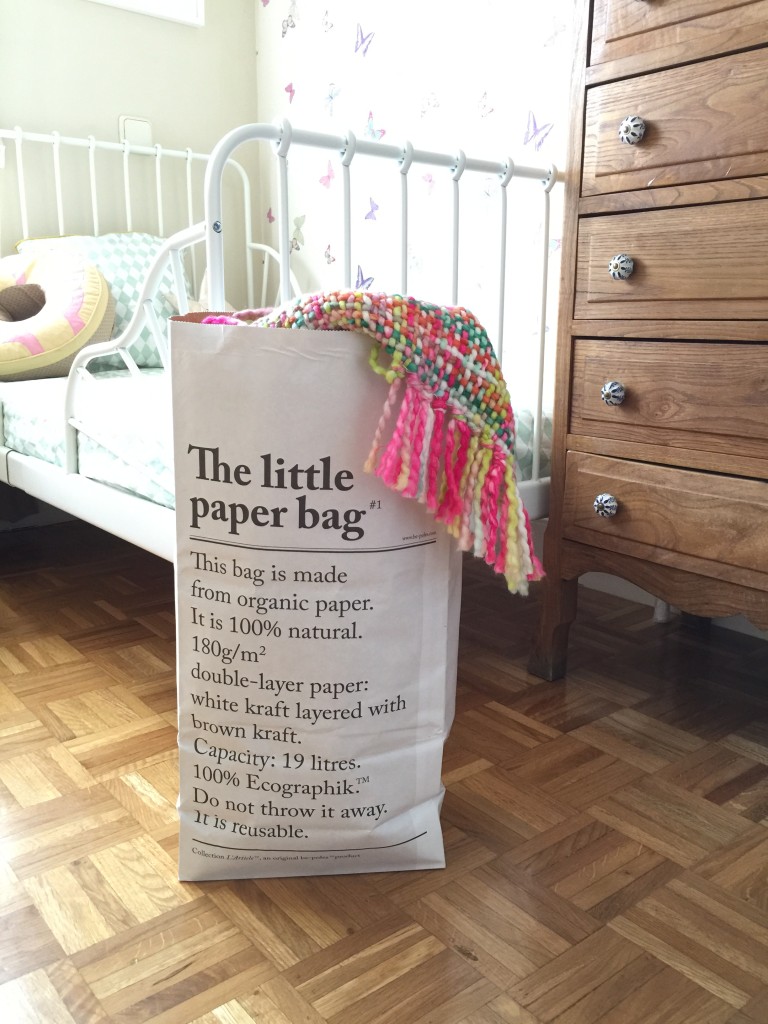 The little
paper bag #1
This bag is made
from organic paper.
It is 100% natural.
180g/m²
double-layer paper:
white kraft layered with
brown kraft.
Capacity: 19 litres.
100% Ecographik.™
Do not throw it away.
It is reusable.
Collection